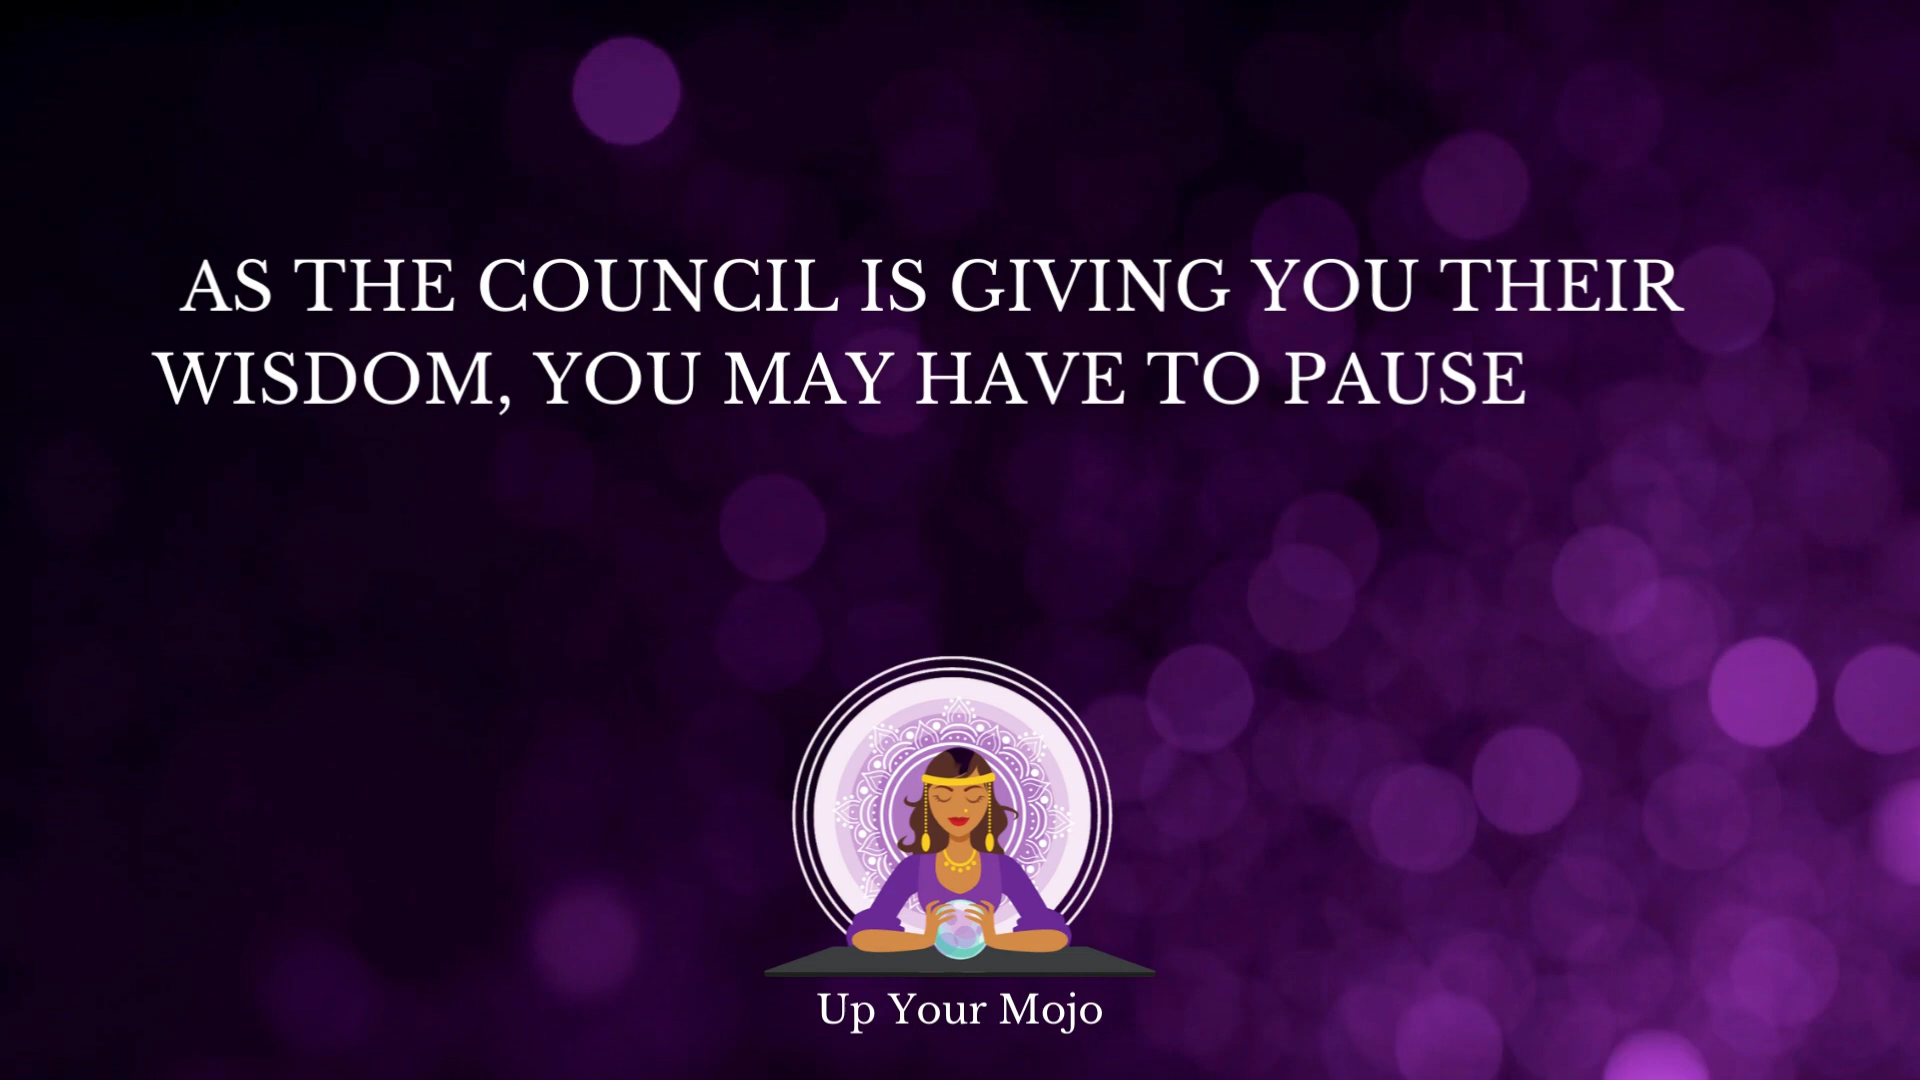 AS THE COUNCIL IS GIVING YOU THEIR
WISDOM, YOU MAY HAVE TO PAUSE
Up Your Mojo